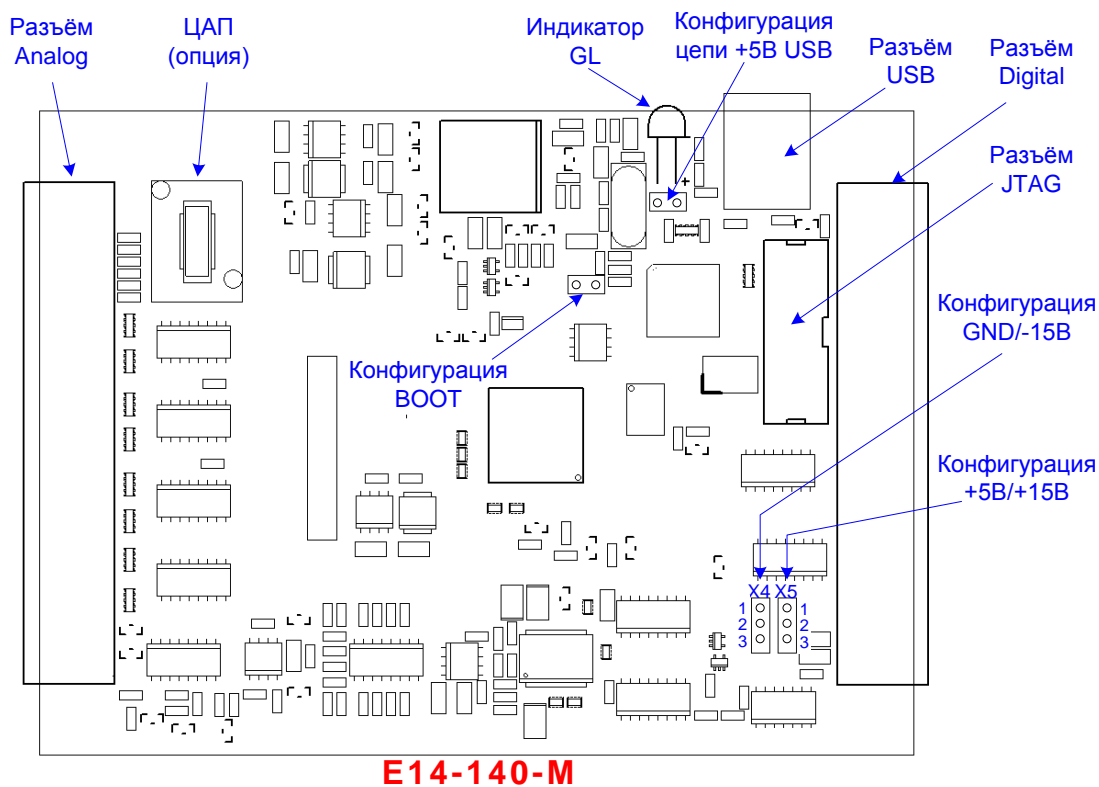 Разъём
Analog
ЦАП
(опция)
Индикатор
GL
Конфигурация
цепи +5В USB
Разъём
USB
Разъём
Digital
Разъём
JTAG
+
Конфигурация
GND/-15В
Конфигурация
BOOT
Конфигурация
+5В/+15В
X4 X5
1 1
2 2
3 3
E14-140-M